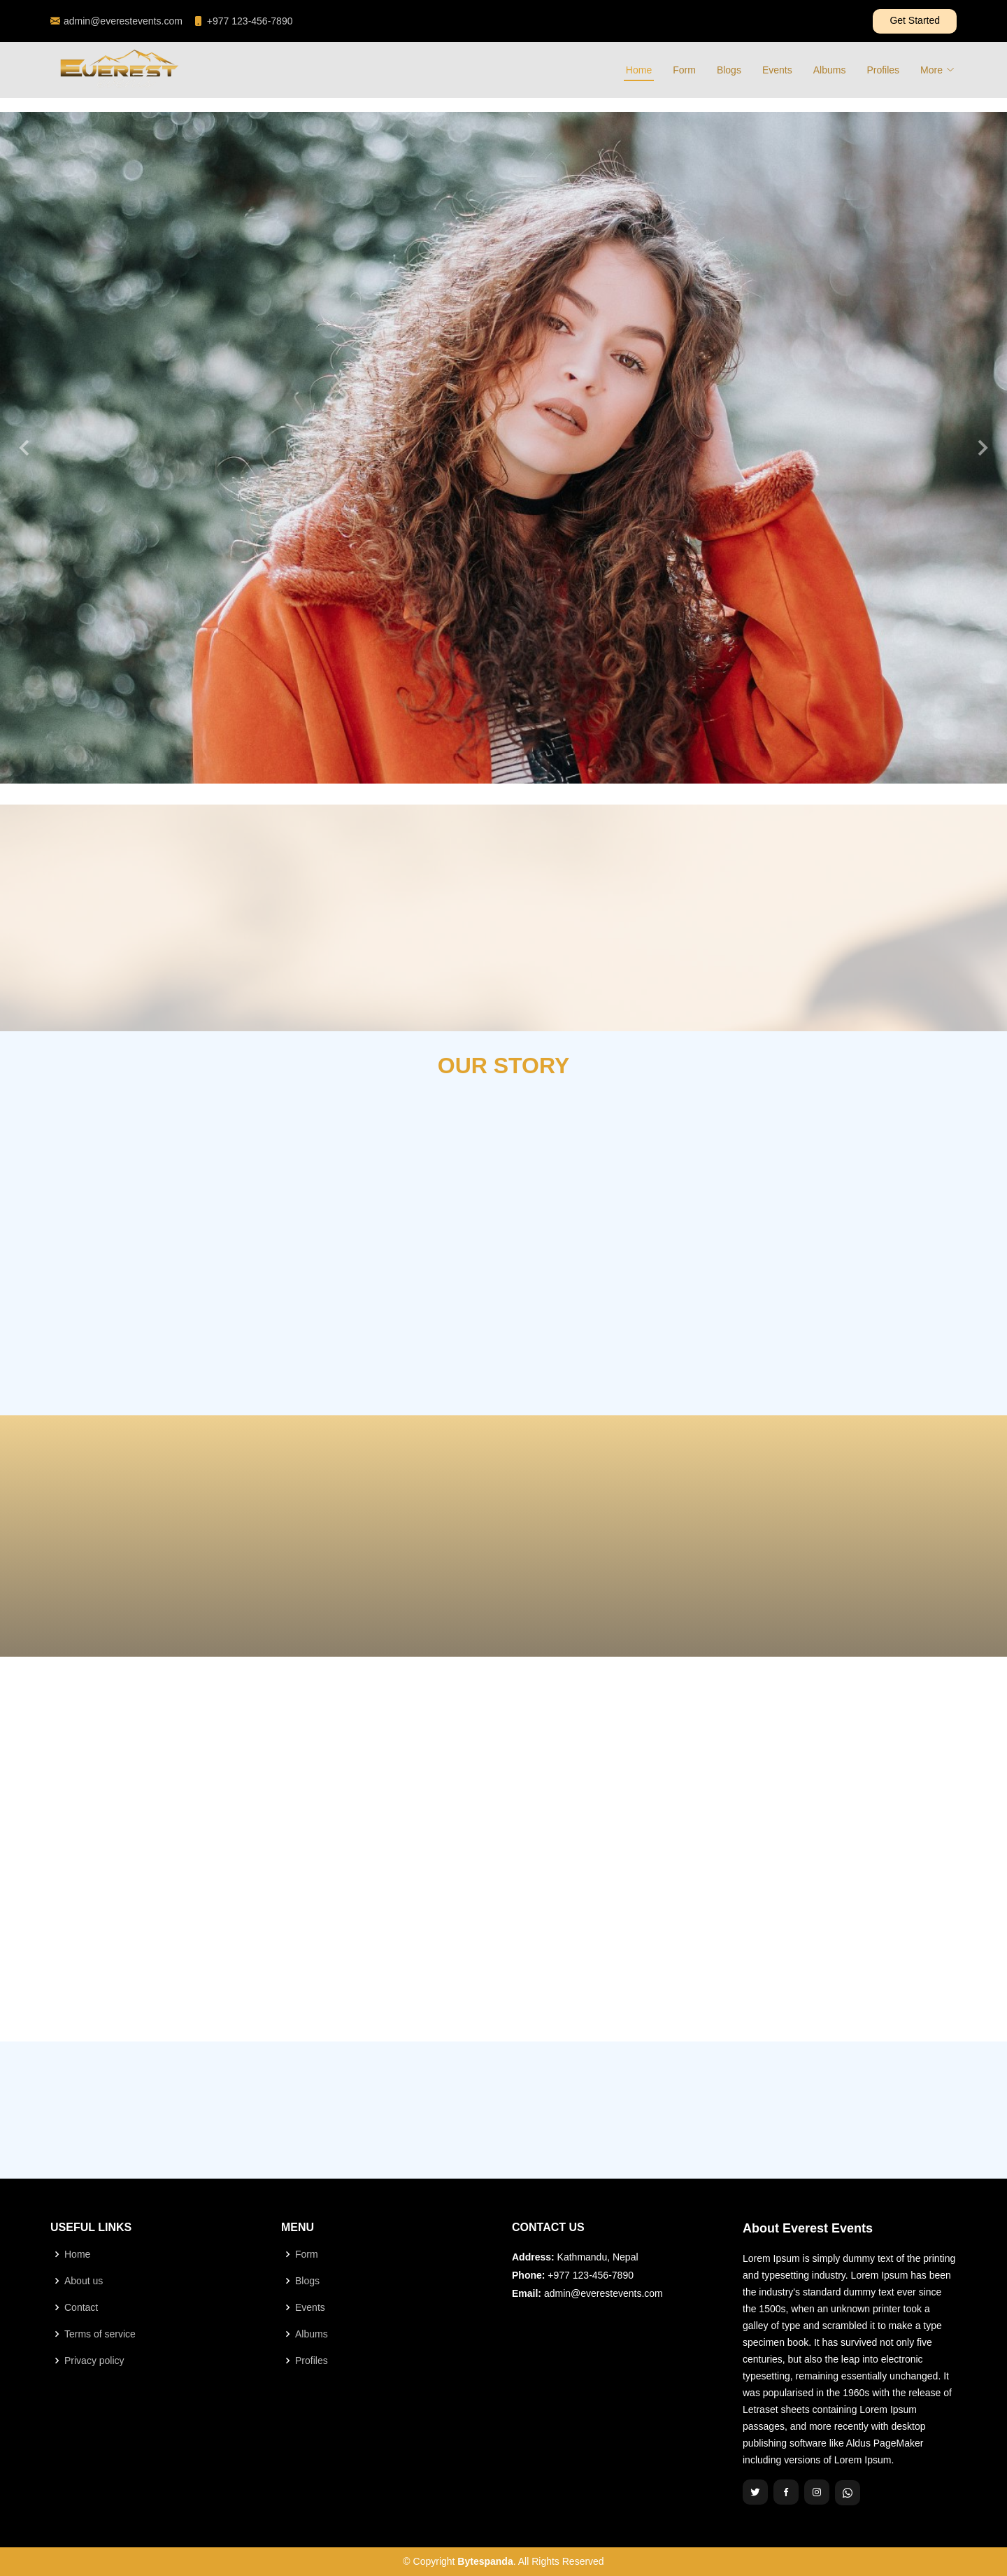 admin@everestevents.com +977 123-456-7890 Get Started
EVEREST
Home Form Blogs Events Albums Profiles More
OUR STORY
USEFUL LINKS
Home
About us
Contact
Terms of service
Privacy policy
MENU
Form
Blogs
Events
Albums
Profiles
CONTACT US
Address: Kathmandu, Nepal
Phone: +977 123-456-7890
Email: admin@everestevents.com
About Everest Events
Lorem Ipsum is simply dummy text of the printing
and typesetting industry. Lorem Ipsum has been
the industry's standard dummy text ever since
the 1500s, when an unknown printer took a
galley of type and scrambled it to make a type
specimen book. It has survived not only five
centuries, but also the leap into electronic
typesetting, remaining essentially unchanged. It
was popularised in the 1960s with the release of
Letraset sheets containing Lorem Ipsum
passages, and more recently with desktop
publishing software like Aldus PageMaker
including versions of Lorem Ipsum.
© Copyright Bytespanda. All Rights Reserved